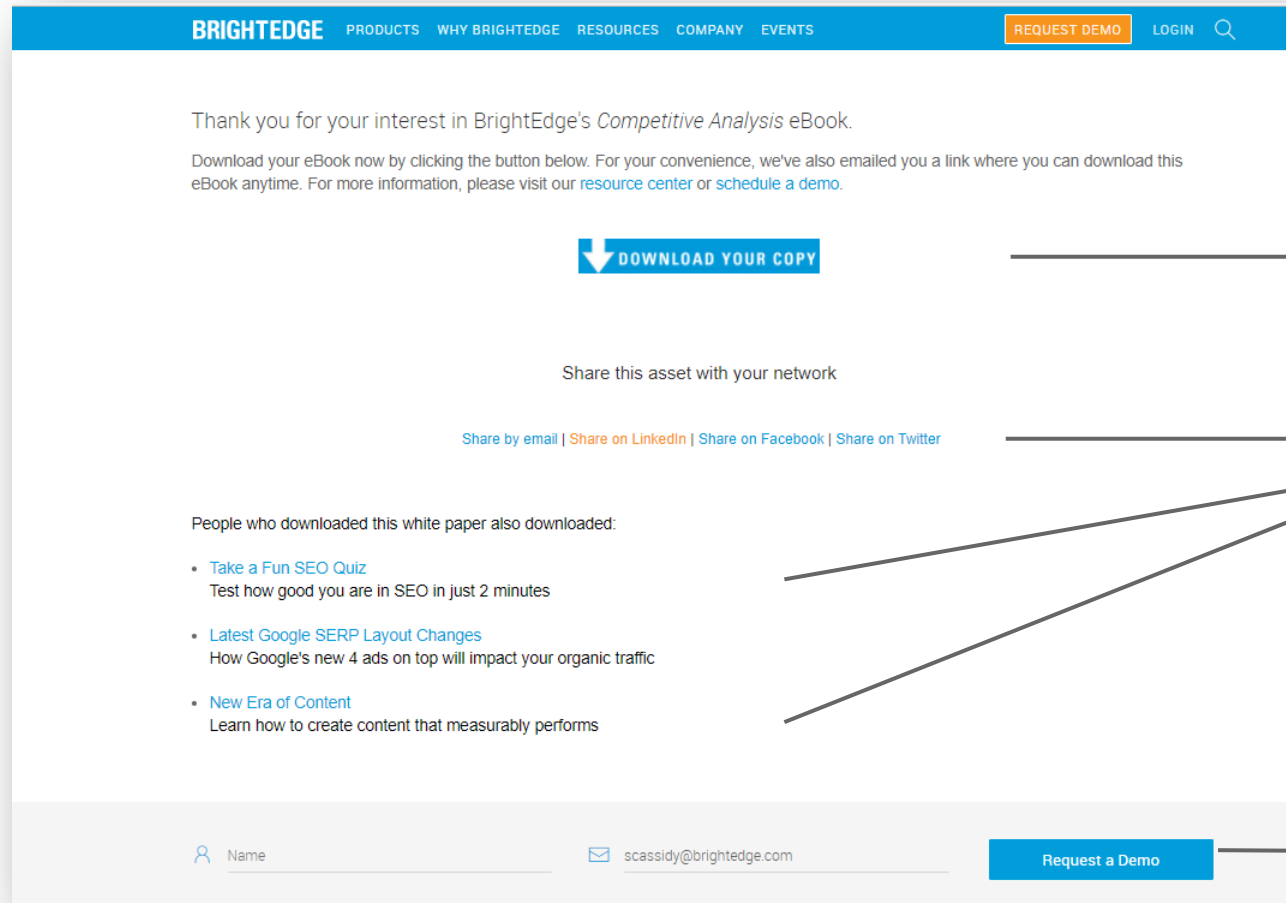 BRIGHTEDGE PRODUCTS WHY BRIGHTEDGE RESOURCES COMPANY EVENTS REQUEST DEMO LOGIN
Thank you for your interest in BrightEdge's Competitive Analysis eBook.
Download your eBook now by clicking the button below. For your convenience, we've also emailed you a link where you can download this
eBook anytime. For more information, please visit our resource center or schedule a demo.
DOWNLOAD YOUR COPY
Share this asset with your network
Share by email | Share on LinkedIn | Share on Facebook | Share on Twitter
People who downloaded this white paper also downloaded:
• Take a Fun SEO Quiz
Test how good you are in SEO in just 2 minutes
• Latest Google SERP Layout Changes
How Google's new 4 ads on top will impact your organic traffic
• New Era of Content
Learn how to create content that measurably performs
Name scassidy@brightedge.com Request a Demo